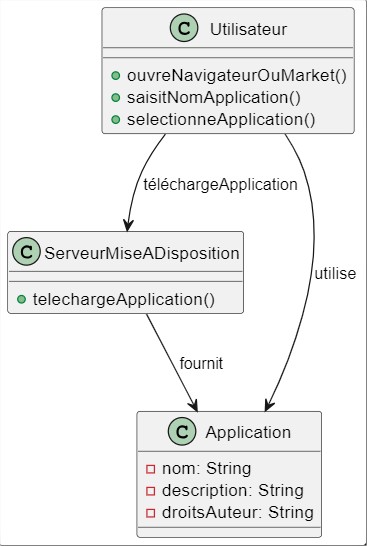 C Utilisateur
ouvreNavigateurOuMarket()
saisitNomApplication()
selectionneApplication()
téléchargeApplication
C ServeurMiseADisposition
telechargeApplication()
utilise
fournit
C Application
nom: String
description: String
droitsAuteur: String